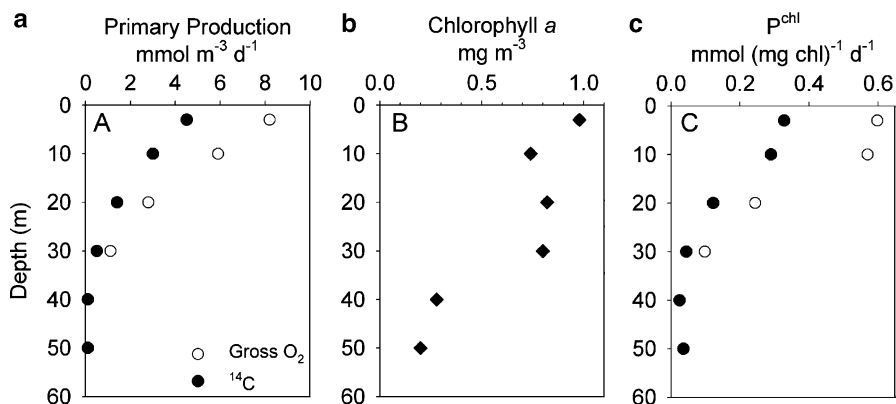 a
Primary Production
mmol m⁻³ d⁻¹
0 2 4 6 8 10
A
0
10
20
30
40
50
60
Depth (m)
Gross O₂
¹⁴C
b
Chlorophyll a
mg m⁻³
0.0 0.5 1.0
B
0
10
20
30
40
50
60
c
Pᶜʰˡ
mmol (mg chl)⁻¹ d⁻¹
0.0 0.2 0.4 0.6
C
0
10
20
30
40
50
60